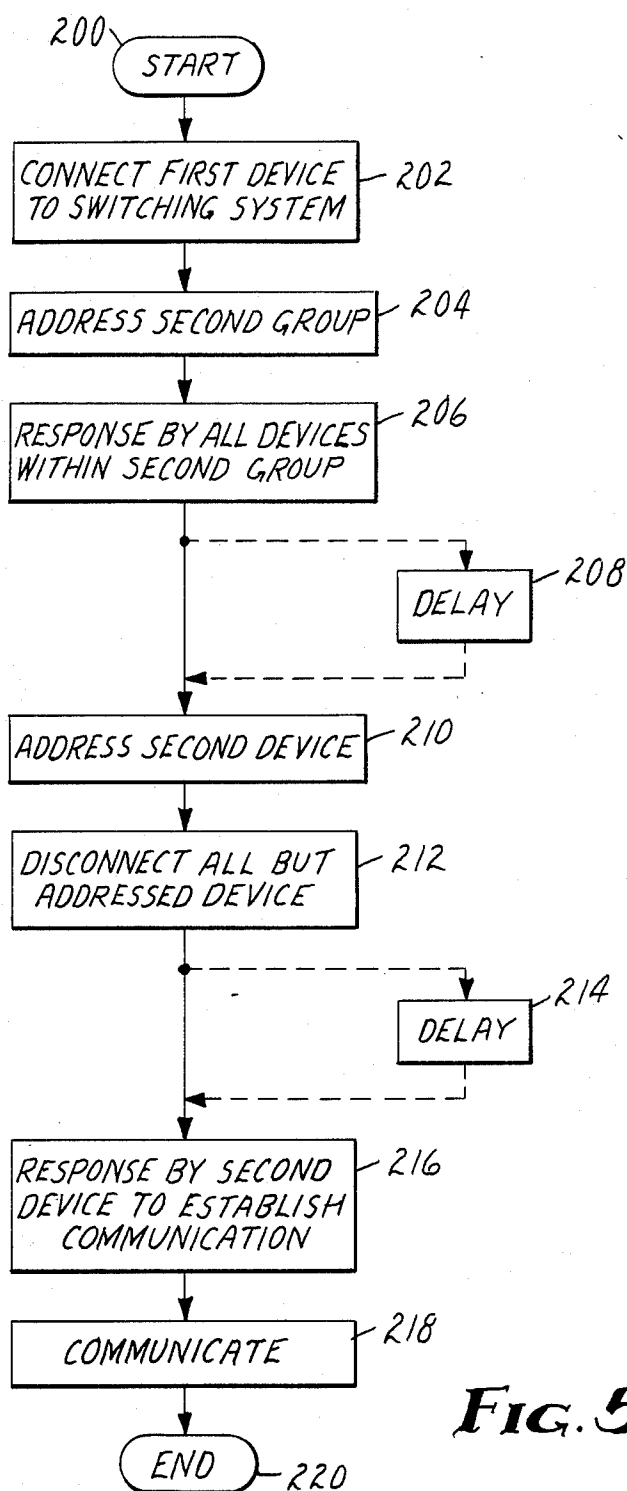 200
START
CONNECT FIRST DEVICE
TO SWITCHING SYSTEM
202
ADDRESS SECOND GROUP
204
RESPONSE BY ALL DEVICES
WITHIN SECOND GROUP
206
DELAY
208
ADDRESS SECOND DEVICE
210
DISCONNECT ALL BUT
ADDRESSED DEVICE
212
DELAY
214
RESPONSE BY SECOND
DEVICE TO ESTABLISH
COMMUNICATION
216
COMMUNICATE
218
END
220
FIG. 5